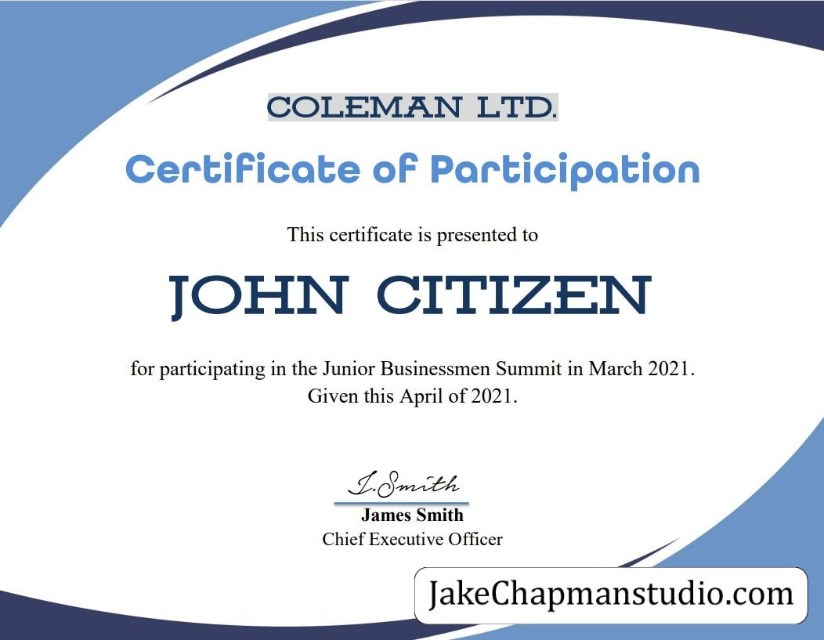 COLEMAN LTD.
Certificate of Participation
This certificate is presented to
JOHN CITIZEN
for participating in the Junior Businessmen Summit in March 2021.
Given this April of 2021.
J.Smith
James Smith
Chief Executive Officer
JakeChapmanstudio.com